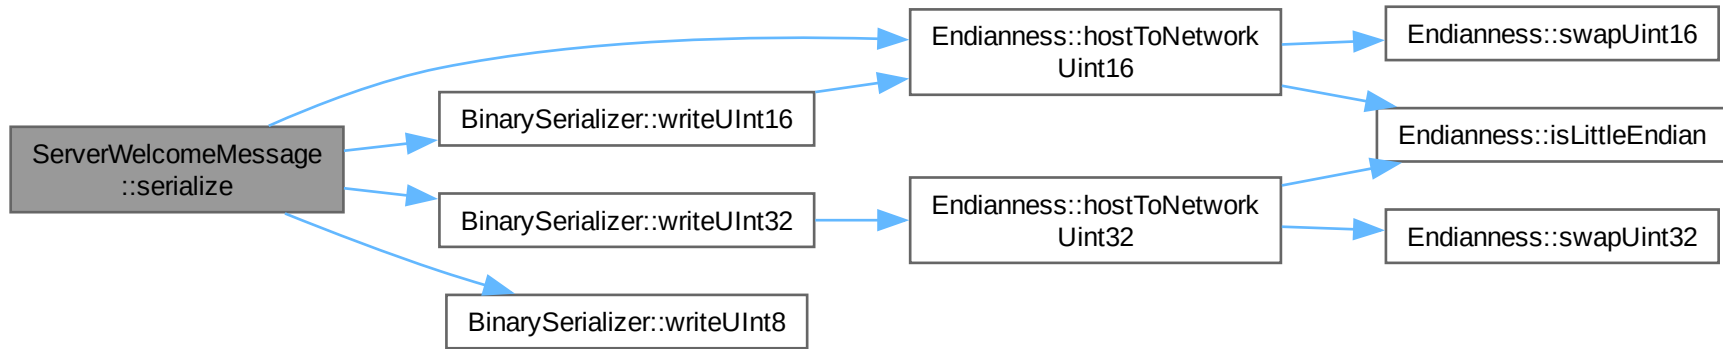 ServerWelcomeMessage
::serialize
BinarySerializer::writeUInt16
BinarySerializer::writeUInt32
BinarySerializer::writeUInt8
Endianness::hostToNetwork
Uint16
Endianness::hostToNetwork
Uint32
Endianness::swapUint16
Endianness::isLittleEndian
Endianness::swapUint32